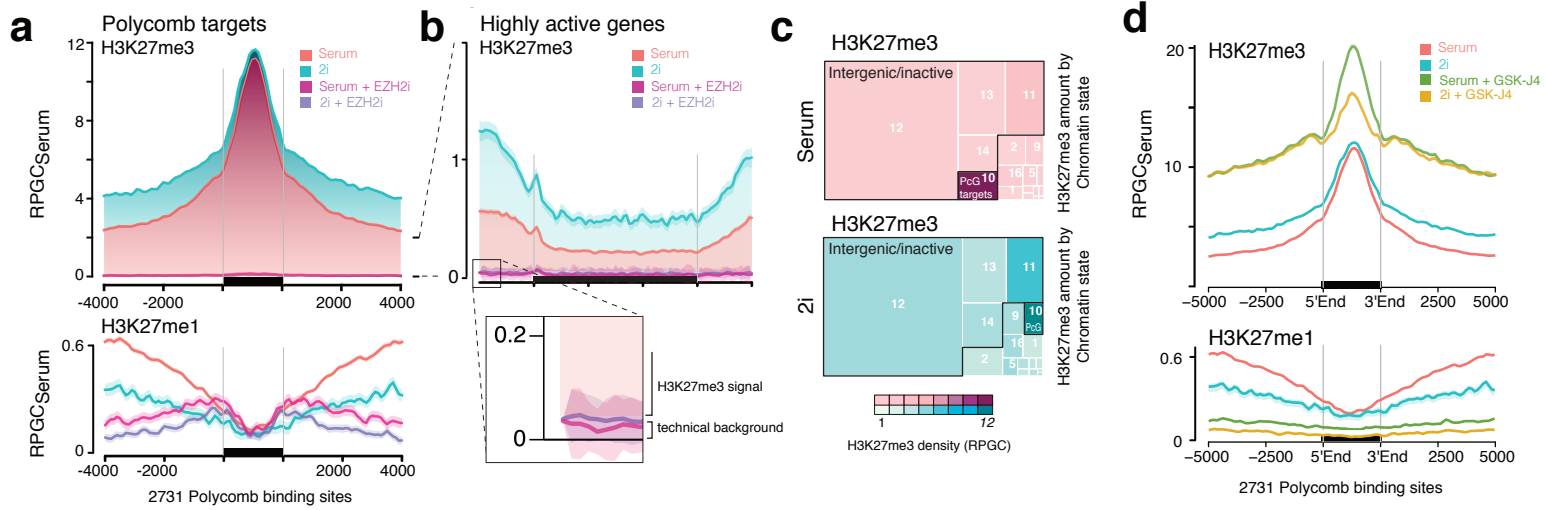 a
Polycomb targets
H3K27me3
Serum
2i
Serum + EZH2i
2i + EZH2i
RPGCSerum
12
8
4
0
-4000
-2000
2000
4000
H3K27me1
RPGCSerum
0.6
0
-4000
-2000
2000
4000
2731 Polycomb binding sites
b
Highly active genes
H3K27me3
Serum
2i
Serum + EZH2i
2i + EZH2i
1
0
0.2
0
H3K27me3 signal
technical background
c
H3K27me3
Serum
Intergenic/inactive
12
13
11
14
2
9
16
5
1
PcG 10
targets
H3K27me3 amount by
Chromatin state
H3K27me3
2i
Intergenic/inactive
12
13
11
14
9
10
PcG
16
1
2
5
H3K27me3 amount by
Chromatin state
1
12
H3K27me3 density (RPGC)
d
H3K27me3
Serum
2i
Serum + GSK-J4
2i + GSK-J4
RPGCSerum
20
10
−5000
−2500
5'End
3'End
2500
5000
H3K27me1
RPGCSerum
0.6
0
−5000
−2500
5'End
3'End
2500
5000
2731 Polycomb binding sites